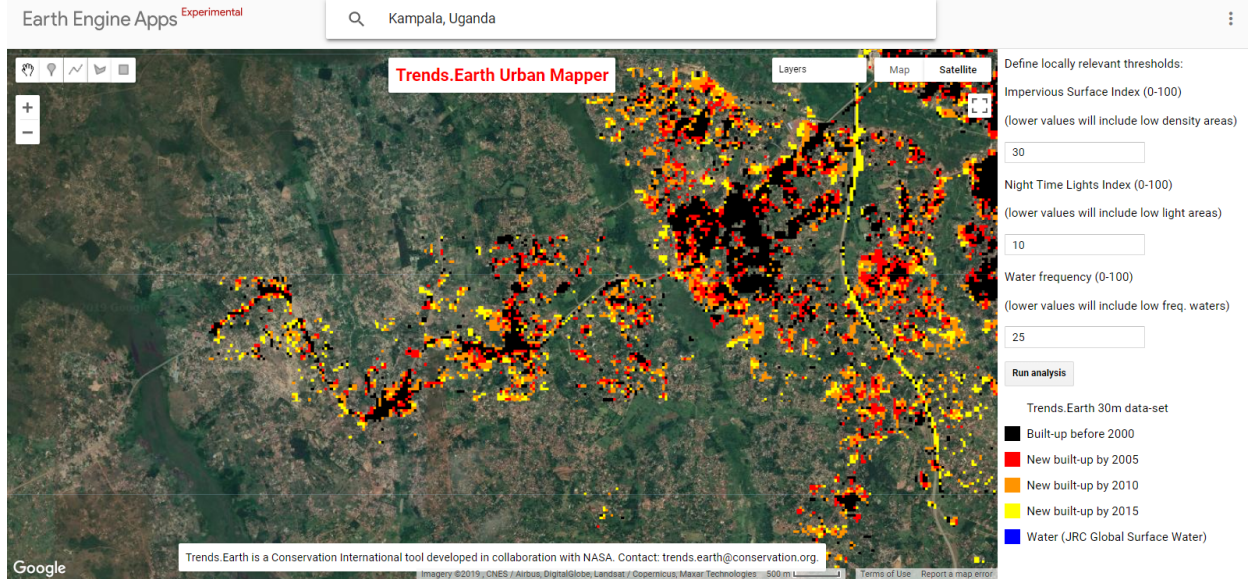 Earth Engine Apps Experimental
Kampala, Uganda
Trends.Earth Urban Mapper
Layers
Map
Satellite
+
−
Define locally relevant thresholds:
Impervious Surface Index (0-100)
(lower values will include low density areas)
30
Night Time Lights Index (0-100)
(lower values will include low light areas)
10
Water frequency (0-100)
(lower values will include low freq. waters)
25
Run analysis
Trends.Earth 30m data-set
Built-up before 2000
New built-up by 2005
New built-up by 2010
New built-up by 2015
Water (JRC Global Surface Water)
Trends.Earth is a Conservation International tool developed in collaboration with NASA. Contact: trends.earth@conservation.org.
Google
Imagery ©2019 , CNES / Airbus, DigitalGlobe, Landsat / Copernicus, Maxar Technologies
500 m
Terms of Use
Report a map error